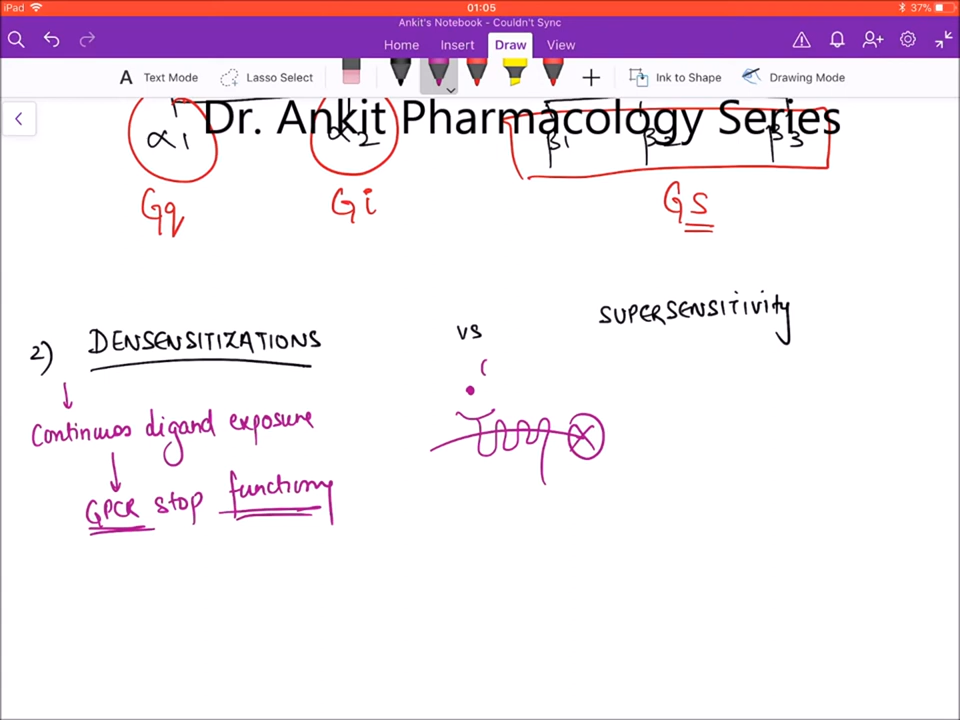 iPad 01:05 37%
Ankit's Notebook - Couldn't Sync
Home Insert Draw View
A Text Mode Lasso Select Ink to Shape Drawing Mode
Dr. Ankit Pharmacology Series
α1 α2 β1 β2 β3
Gq Gi Gs
2) DENSENSITIZATIONS vs SUPERSENSITIVITY
Continuos ligand exposure
GPCR stop functiong